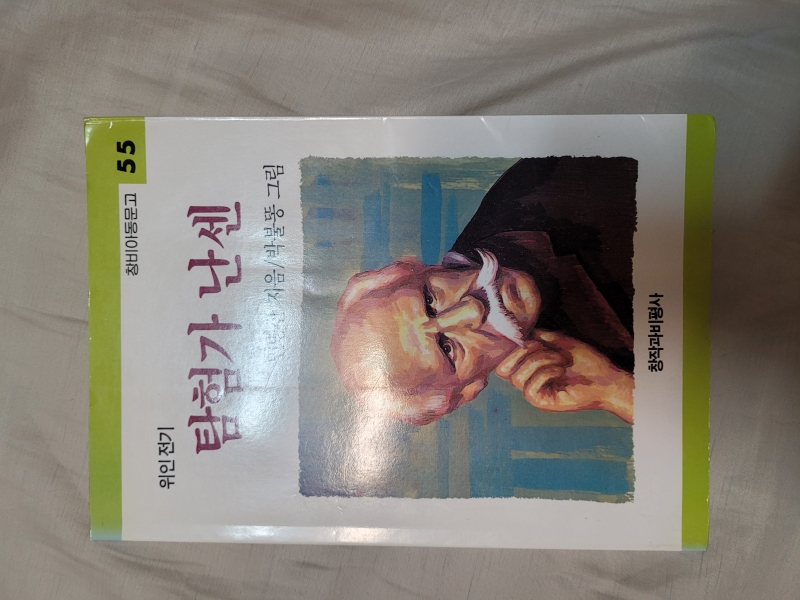 창비아동문고 55
위인 전기
탐험가 난센
지음/박불똥 그림
창작과비평사